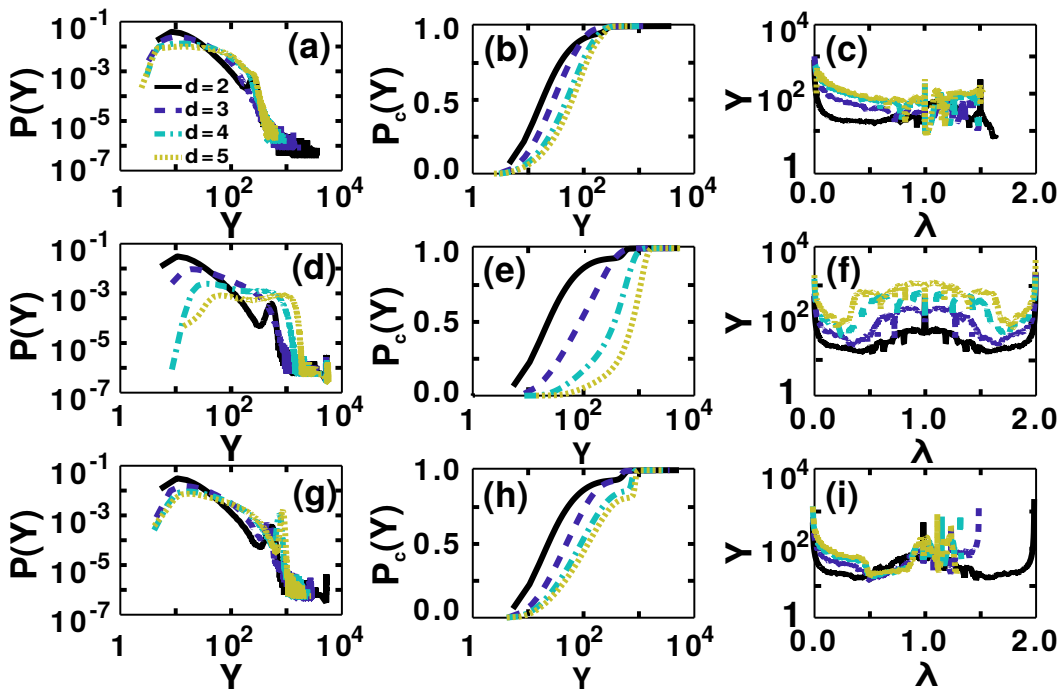 P(Y)
10^-1
10^-3
10^-5
10^-7
(a)
d=2
d=3
d=4
d=5
1
10^2
10^4
Y
P_c(Y)
1.0
0.5
0.0
(b)
1
10^2
10^4
Y
Y
10^4
10^2
1
(c)
0.0
1.0
2.0
λ
P(Y)
10^-1
10^-3
10^-5
10^-7
(d)
1
10^2
10^4
Y
P_c(Y)
1.0
0.5
0.0
(e)
1
10^2
10^4
Y
Y
10^4
10^2
1
(f)
0.0
1.0
2.0
λ
P(Y)
10^-1
10^-3
10^-5
10^-7
(g)
1
10^2
10^4
Y
P_c(Y)
1.0
0.5
0.0
(h)
1
10^2
10^4
Y
Y
10^4
10^2
1
(i)
0.0
1.0
2.0
λ